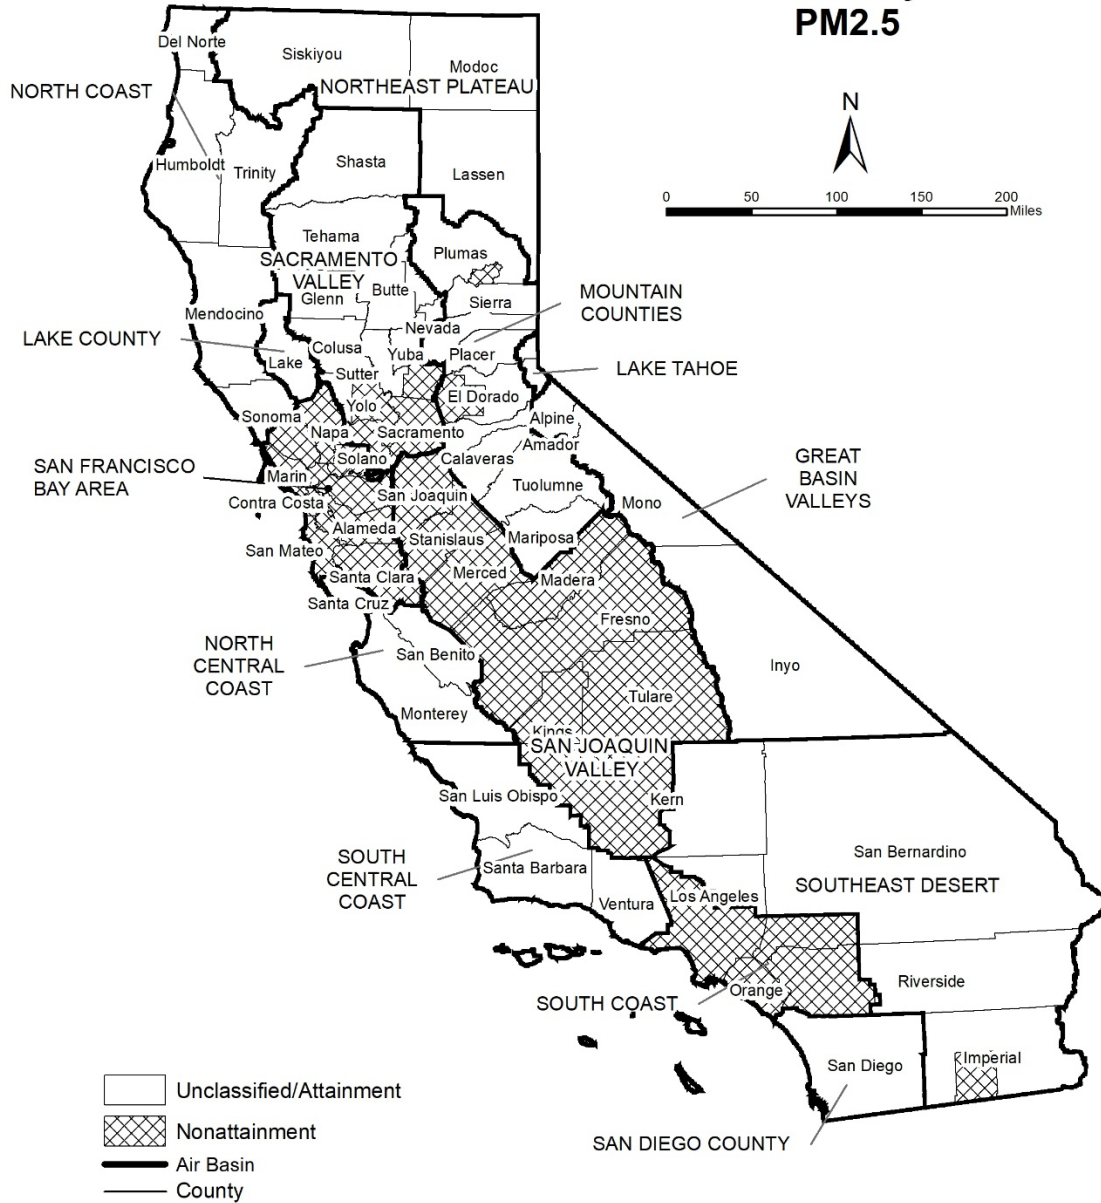 PM2.5
N
0 50 100 150 200
Miles
Del Norte
Siskiyou
Modoc
NORTHEAST PLATEAU
NORTH COAST
Humboldt
Trinity
Shasta
Lassen
Tehama
SACRAMENTO
VALLEY
Plumas
Butte
Glenn
Sierra
MOUNTAIN
COUNTIES
Mendocino
Nevada
LAKE COUNTY
Lake
Colusa
Yuba
Placer
LAKE TAHOE
Sutter
El Dorado
Yolo
Sonoma
Alpine
Napa
Sacramento
Amador
SAN FRANCISCO
BAY AREA
Solano
Calaveras
GREAT
BASIN
VALLEYS
Marin
Tuolumne
Contra Costa
San Joaquin
Mono
Alameda
Stanislaus
Mariposa
San Mateo
Santa Clara
Merced
Madera
Santa Cruz
Fresno
NORTH
CENTRAL
COAST
San Benito
Inyo
Tulare
Monterey
Kings
SAN JOAQUIN
VALLEY
San Luis Obispo
Kern
SOUTH
CENTRAL
COAST
Santa Barbara
San Bernardino
SOUTHEAST DESERT
Ventura
Los Angeles
Riverside
SOUTH COAST
Orange
San Diego
Imperial
SAN DIEGO COUNTY
Unclassified/Attainment
Nonattainment
Air Basin
County